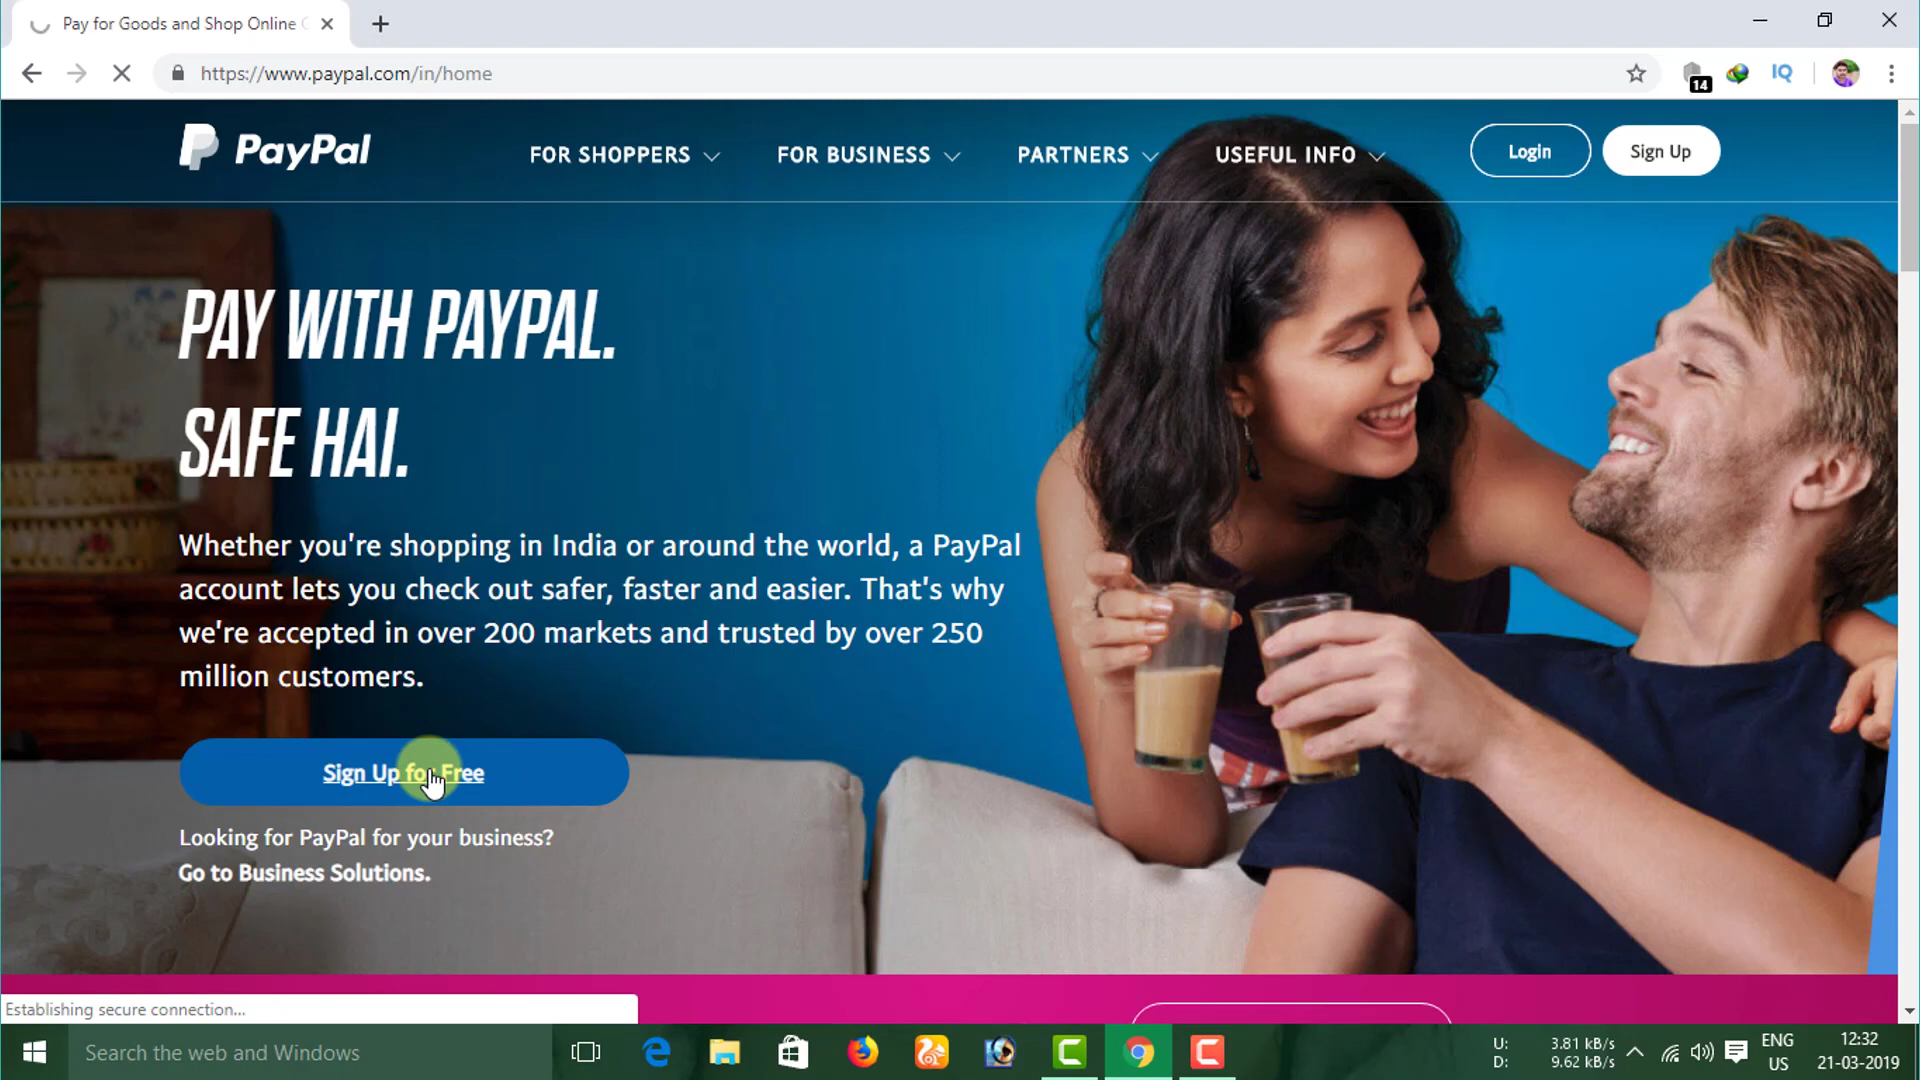 Pay for Goods and Shop Online
https://www.paypal.com/in/home
14
IQ
PayPal
FOR SHOPPERS
FOR BUSINESS
PARTNERS
USEFUL INFO
Login
Sign Up
PAY WITH PAYPAL.
SAFE HAI.
Whether you're shopping in India or around the world, a PayPal
account lets you check out safer, faster and easier. That's why
we're accepted in over 200 markets and trusted by over 250
million customers.
Sign Up for Free
Looking for PayPal for your business?
Go to Business Solutions.
Establishing secure connection...
Search the web and Windows
U: 3.81 kB/s
D: 9.62 kB/s
ENG
US
12:32
21-03-2019